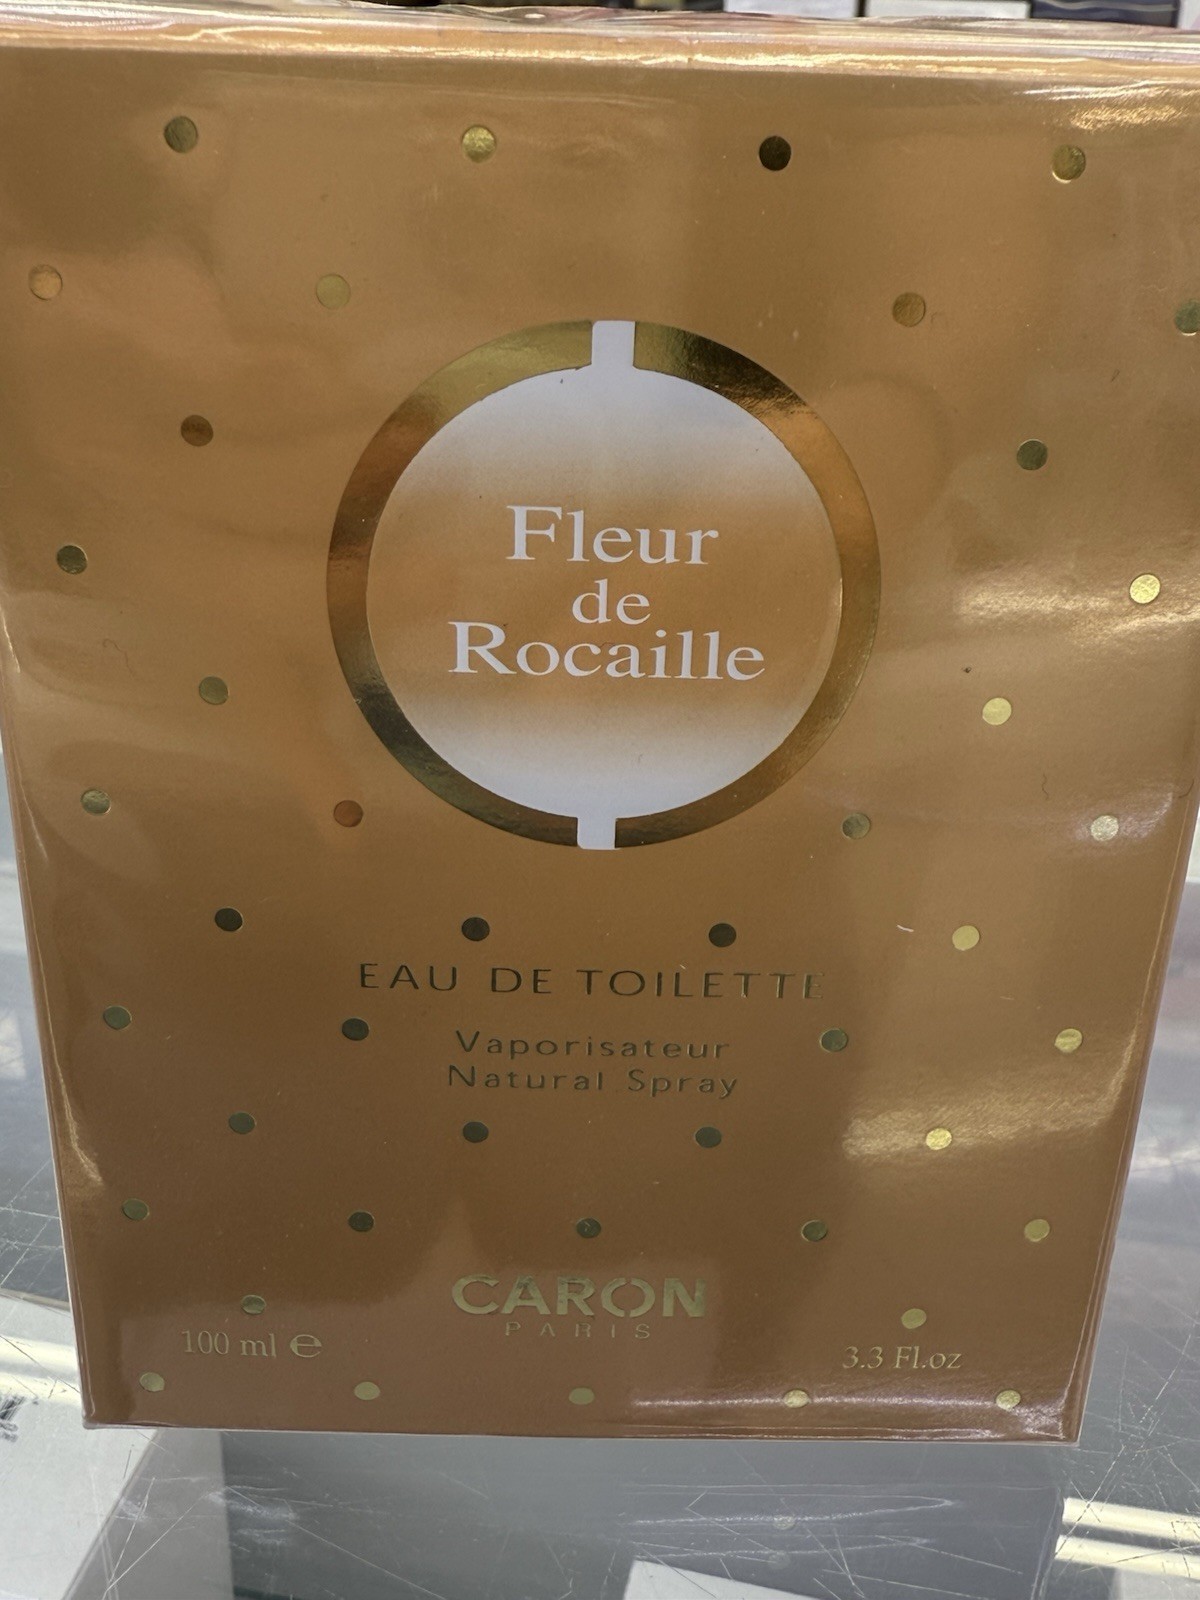 Fleur
de
Rocaille
EAU DE TOILETTE
Vaporisateur
Natural Spray
CARON
PARIS
100 ml ℮
3.3 Fl.oz